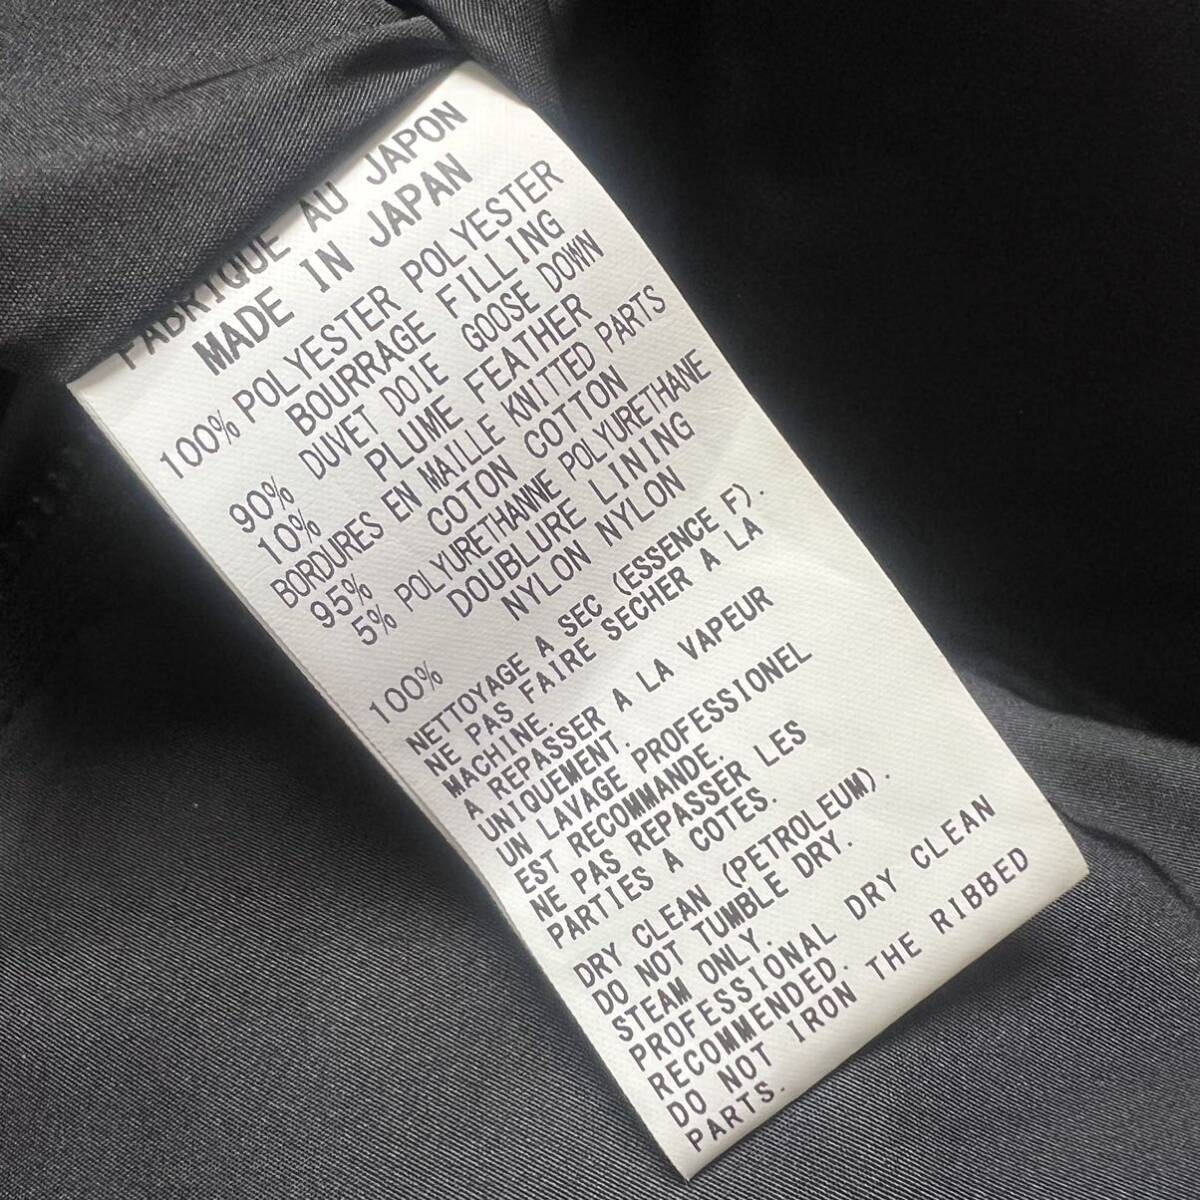 FABRIQUE AU JAPON
MADE IN JAPAN
100% POLYESTER POLYESTER
BOURRAGE FILLING
90% DUVET DOIE GOOSE DOWN
10% PLUME FEATHER
BORDURES EN MAILLE KNITTED PARTS
95% COTON COTTON
5% POLYURETHANNE POLYURETHANE
DOUBLURE LINING
100% NYLON NYLON
NETTOYAGE A SEC (ESSENCE F).
NE PAS FAIRE SECHER A LA
MACHINE.
A REPASSER A LA VAPEUR
UNIQUEMENT.
UN LAVAGE PROFESSIONEL
EST RECOMMANDE.
NE PAS REPASSER LES
PARTIES A COTES.
DRY CLEAN (PETROLEUM).
DO NOT TUMBLE DRY.
STEAM ONLY.
PROFESSIONAL DRY CLEAN
RECOMMENDED.
DO NOT IRON THE RIBBED
PARTS.